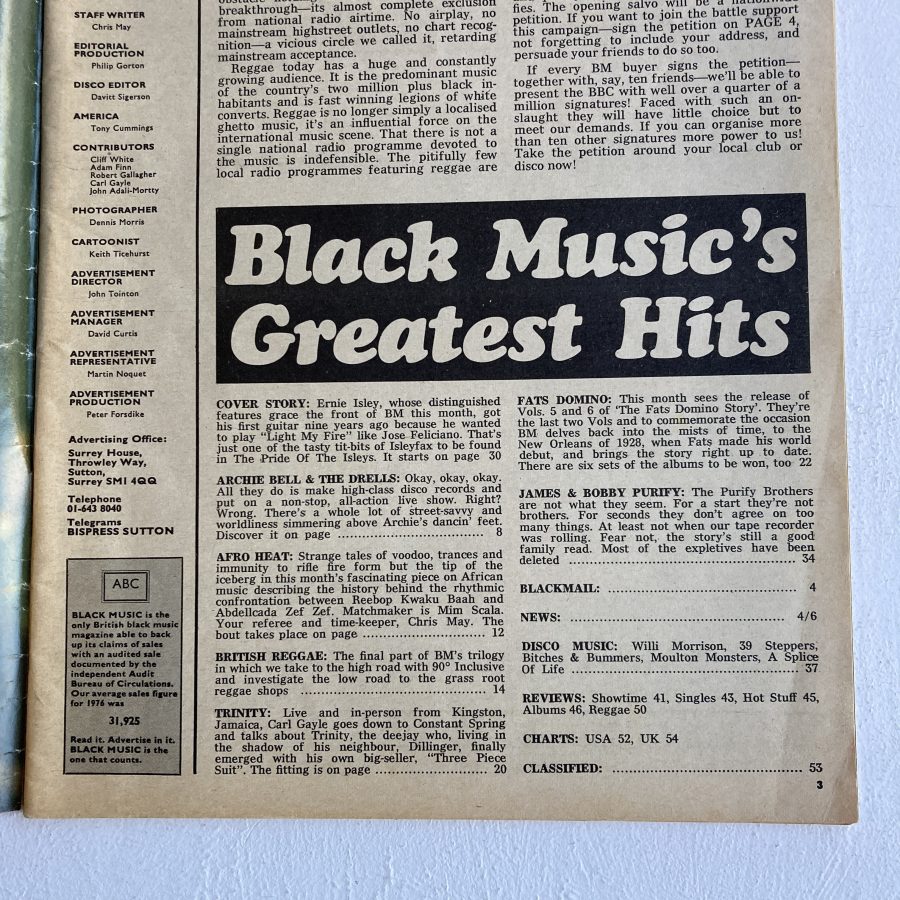 STAFF WRITER
Chris May
EDITORIAL
PRODUCTION
Philip Gorton
DISCO EDITOR
Davitt Sigerson
AMERICA
Tony Cummings
CONTRIBUTORS
Cliff White
Adam Finn
Robert Gallagher
Carl Gayle
John Adali-Mortty
PHOTOGRAPHER
Dennis Morris
CARTOONIST
Keith Ticehurst
ADVERTISEMENT
DIRECTOR
John Tointon
ADVERTISEMENT
MANAGER
David Curtis
ADVERTISEMENT
REPRESENTATIVE
Martin Noquet
ADVERTISEMENT
PRODUCTION
Peter Forsdike
Advertising Office:
Surrey House,
Throwley Way,
Sutton,
Surrey SM1 4QQ
Telephone
01-643 8040
Telegrams
BISPRESS SUTTON
ABC
BLACK MUSIC is the
only British black music
magazine able to back
up its claims of sales
with an audited sale
documented by the
independent Audit
Bureau of Circulations.
Our average sales figure
for 1976 was
31,925
Read it. Advertise in it.
BLACK MUSIC is the
one that counts.
breakthrough—its almost complete exclusion
from national radio airtime. No airplay, no
mainstream highstreet outlets, no chart recog-
nition—a vicious circle we called it, retarding
mainstream acceptance.
Reggae today has a huge and constantly
growing audience. It is the predominant music
of the country's two million plus black in-
habitants and is fast winning legions of white
converts. Reggae is no longer simply a localised
ghetto music, it's an influential force on the
international music scene. That there is not a
single national radio programme devoted to
the music is indefensible. The pitifully few
local radio programmes featuring reggae are
fies. The opening salvo will be a nationwide
petition. If you want to join the battle support
this campaign—sign the petition on PAGE 4,
not forgetting to include your address, and
persuade your friends to do so too.
If every BM buyer signs the petition—
together with, say, ten friends—we'll be able to
present the BBC with well over a quarter of a
million signatures! Faced with such an on-
slaught they will have little choice but to
meet our demands. If you can organise more
than ten other signatures more power to us!
Take the petition around your local club or
disco now!
Black Music's
Greatest Hits
COVER STORY: Ernie Isley, whose distinguished
features grace the front of BM this month, got
his first guitar nine years ago because he wanted
to play "Light My Fire" like Jose Feliciano. That's
just one of the tasty tit-bits of Isleyfax to be found
in The Pride Of The Isleys. It starts on page 30
ARCHIE BELL & THE DRELLS: Okay, okay, okay.
All they do is make high-class disco records and
put on a non-stop, all-action live show. Right?
Wrong. There's a whole lot of street-savvy and
worldliness simmering above Archie's dancin' feet.
Discover it on page ........................ 8
AFRO HEAT: Strange tales of voodoo, trances and
immunity to rifle fire form but the tip of the
iceberg in this month's fascinating piece on African
music describing the history behind the rhythmic
confrontation between Reebop Kwaku Baah and
Abdellcada Zef Zef. Matchmaker is Mim Scala.
Your referee and time-keeper, Chris May. The
bout takes place on page ........................ 12
BRITISH REGGAE: The final part of BM's trilogy
in which we take to the high road with 90° Inclusive
and investigate the low road to the grass root
reggae shops ........................ 14
TRINITY: Live and in-person from Kingston,
Jamaica, Carl Gayle goes down to Constant Spring
and talks about Trinity, the deejay who, living in
the shadow of his neighbour, Dillinger, finally
emerged with his own big-seller, "Three Piece
Suit". The fitting is on page ........................ 20
FATS DOMINO: This month sees the release of
Vols. 5 and 6 of 'The Fats Domino Story'. They're
the last two Vols and to commemorate the occasion
BM delves back into the mists of time, to the
New Orleans of 1928, when Fats made his world
debut, and brings the story right up to date.
There are six sets of the albums to be won, too 22
JAMES & BOBBY PURIFY: The Purify Brothers
are not what they seem. For a start they're not
brothers. For seconds they don't agree on too
many things. At least not when our tape recorder
was rolling. Fear not, the story's still a good
family read. Most of the expletives have been
deleted ........................ 34
BLACKMAIL: ........................ 4
NEWS: ........................ 4/6
DISCO MUSIC: Willi Morrison, 39 Steppers,
Bitches & Bummers, Moulton Monsters, A Splice
Of Life ........................ 37
REVIEWS: Showtime 41, Singles 43, Hot Stuff 45,
Albums 46, Reggae 50
CHARTS: USA 52, UK 54
CLASSIFIED: ........................ 53
3